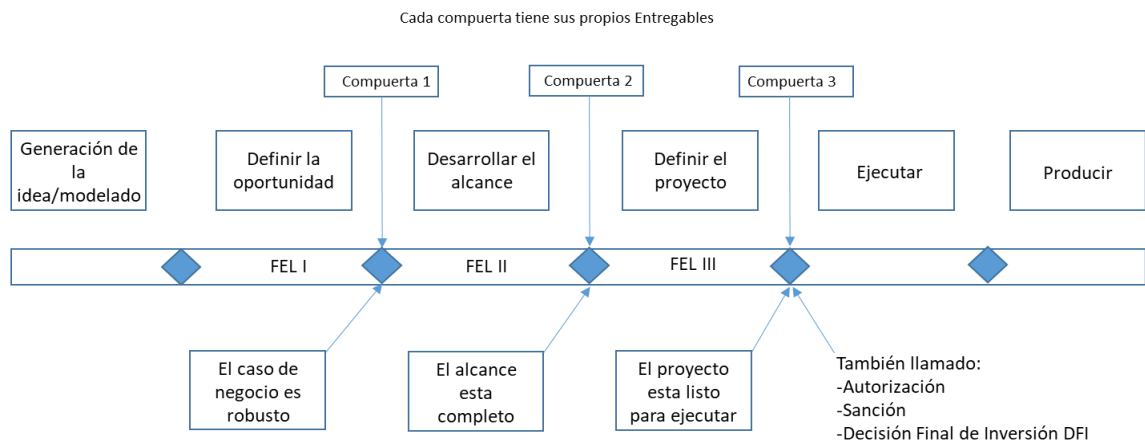 Cada compuerta tiene sus propios Entregables
Compuerta 1
Compuerta 2
Compuerta 3
Generación de
la
idea/modelado
Definir la
oportunidad
Desarrollar el
alcance
Definir el
proyecto
Ejecutar
Producir
FEL I
FEL II
FEL III
El caso de
negocio es
robusto
El alcance
esta
completo
El proyecto
esta listo
para ejecutar
También llamado:
-Autorización
-Sanción
-Decisión Final de Inversión DFI